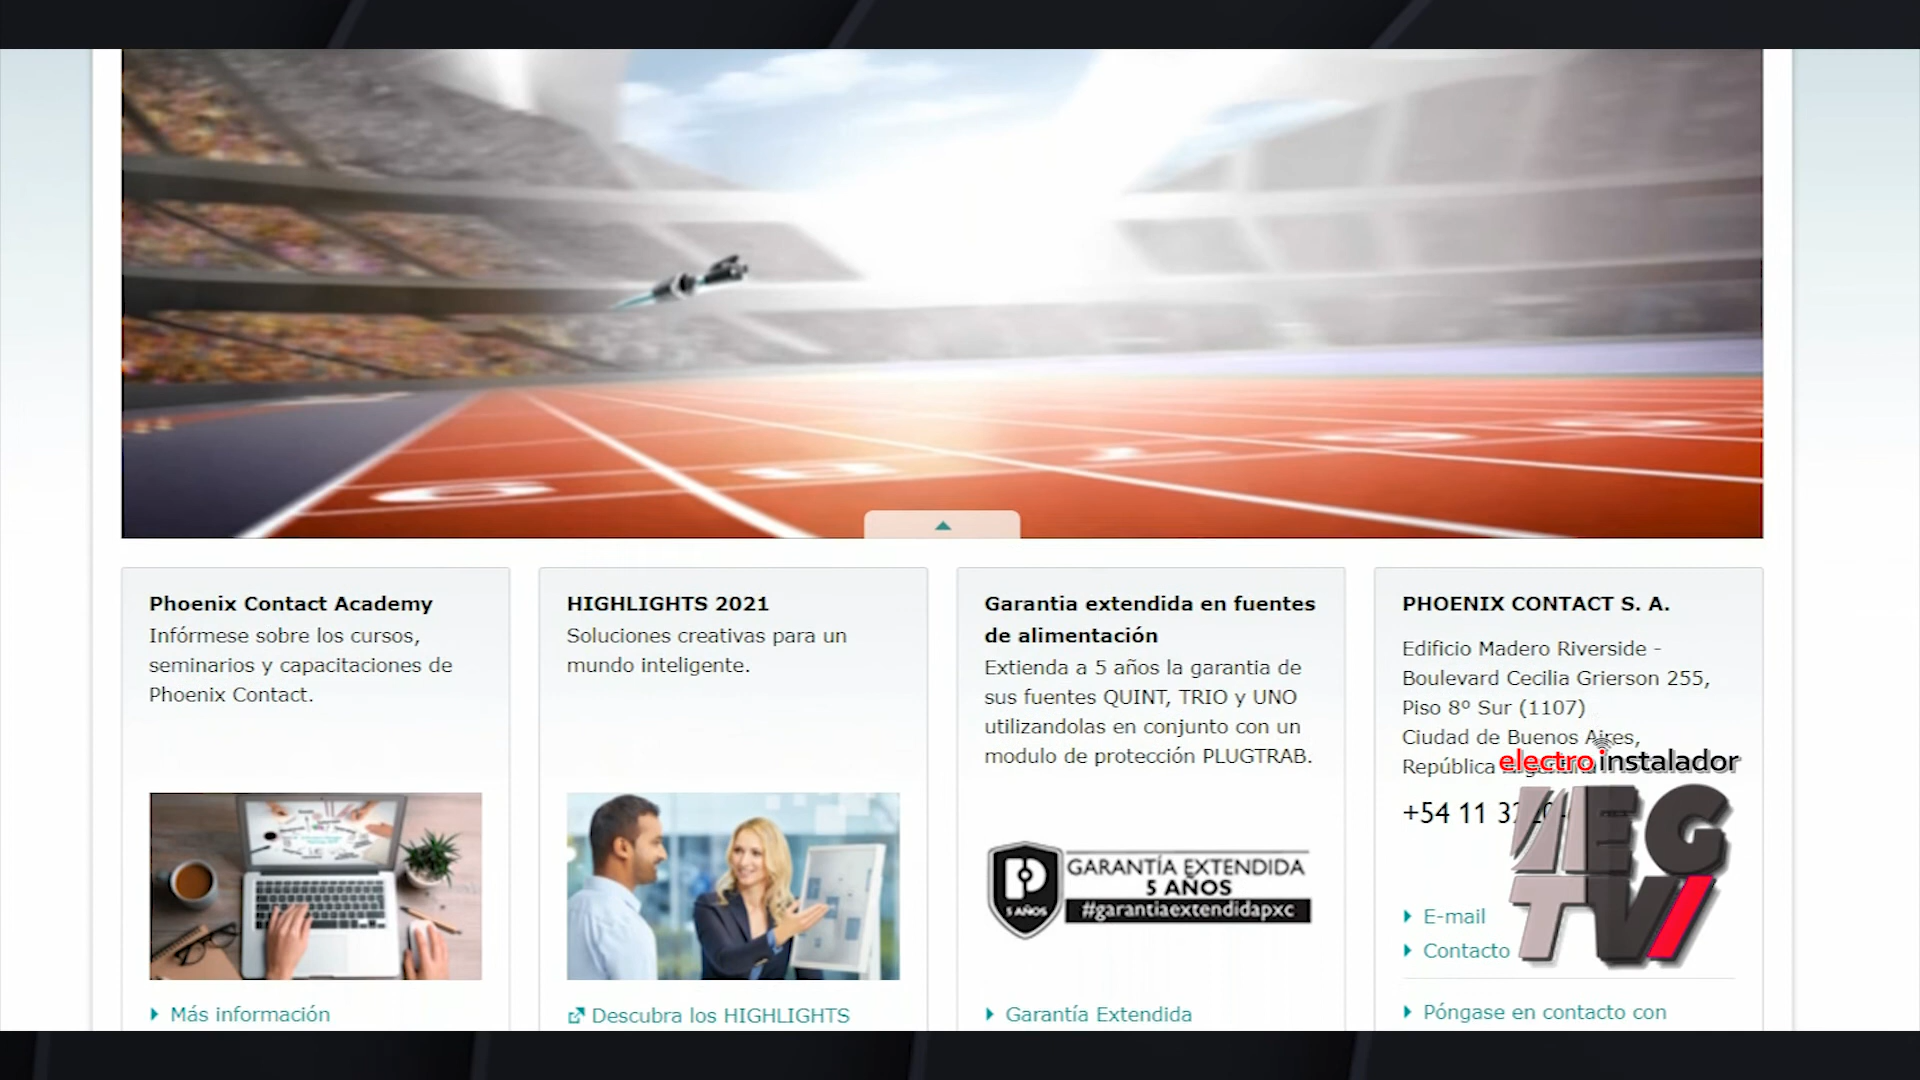 Phoenix Contact Academy
Infórmese sobre los cursos,
seminarios y capacitaciones de
Phoenix Contact.
Más información
HIGHLIGHTS 2021
Soluciones creativas para un
mundo inteligente.
Descubra los HIGHLIGHTS
Garantia extendida en fuentes
de alimentación
Extienda a 5 años la garantia de
sus fuentes QUINT, TRIO y UNO
utilizandolas en conjunto con un
modulo de protección PLUGTRAB.
5 AÑOS
GARANTÍA EXTENDIDA
5 AÑOS
#garantiaextendidapxc
Garantía Extendida
PHOENIX CONTACT S. A.
Edificio Madero Riverside -
Boulevard Cecilia Grierson 255,
Piso 8º Sur (1107)
Ciudad de Buenos Aires,
República
electroinstalador
+54 11
EG
TV
E-mail
Contacto
Póngase en contacto con